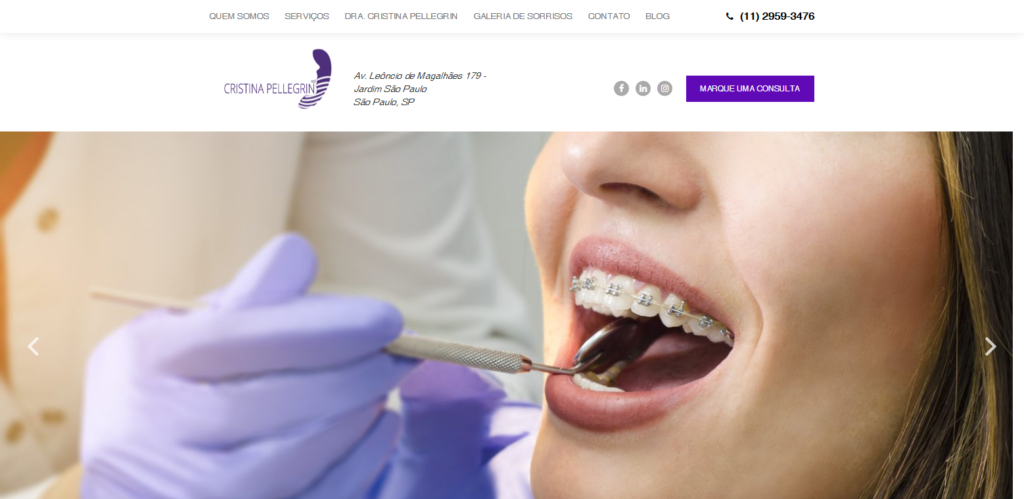 QUEM SOMOS SERVIÇOS DRA. CRISTINA PELLEGRIN GALERIA DE SORRISOS CONTATO BLOG (11) 2959-3476
CRISTINA PELLEGRIN
Av. Leôncio de Magalhães 179 -
Jardim São Paulo
São Paulo, SP
MARQUE UMA CONSULTA